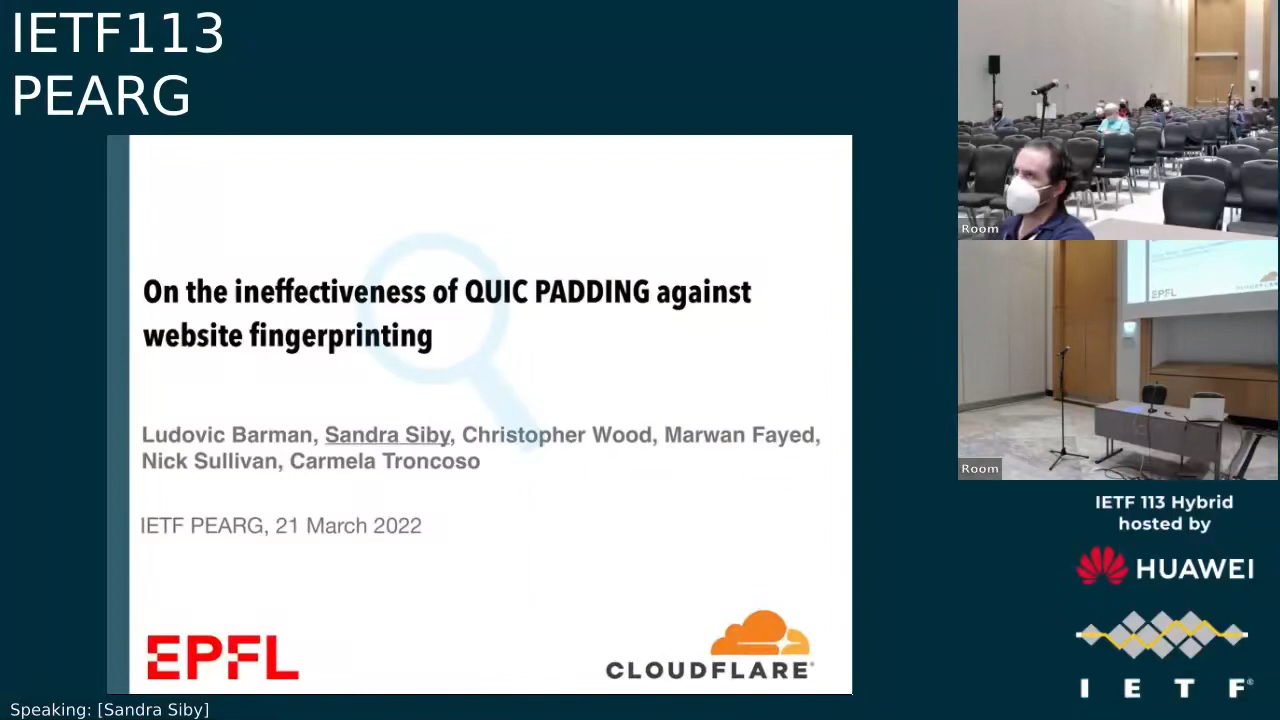 IETF113
PEARG
On the ineffectiveness of QUIC PADDING against
website fingerprinting
Ludovic Barman, Sandra Siby, Christopher Wood, Marwan Fayed,
Nick Sullivan, Carmela Troncoso
IETF PEARG, 21 March 2022
EPFL
CLOUDFLARE®
Speaking: [Sandra Siby]
Room
EPFL
Room
IETF 113 Hybrid
hosted by
HUAWEI
I E T F®